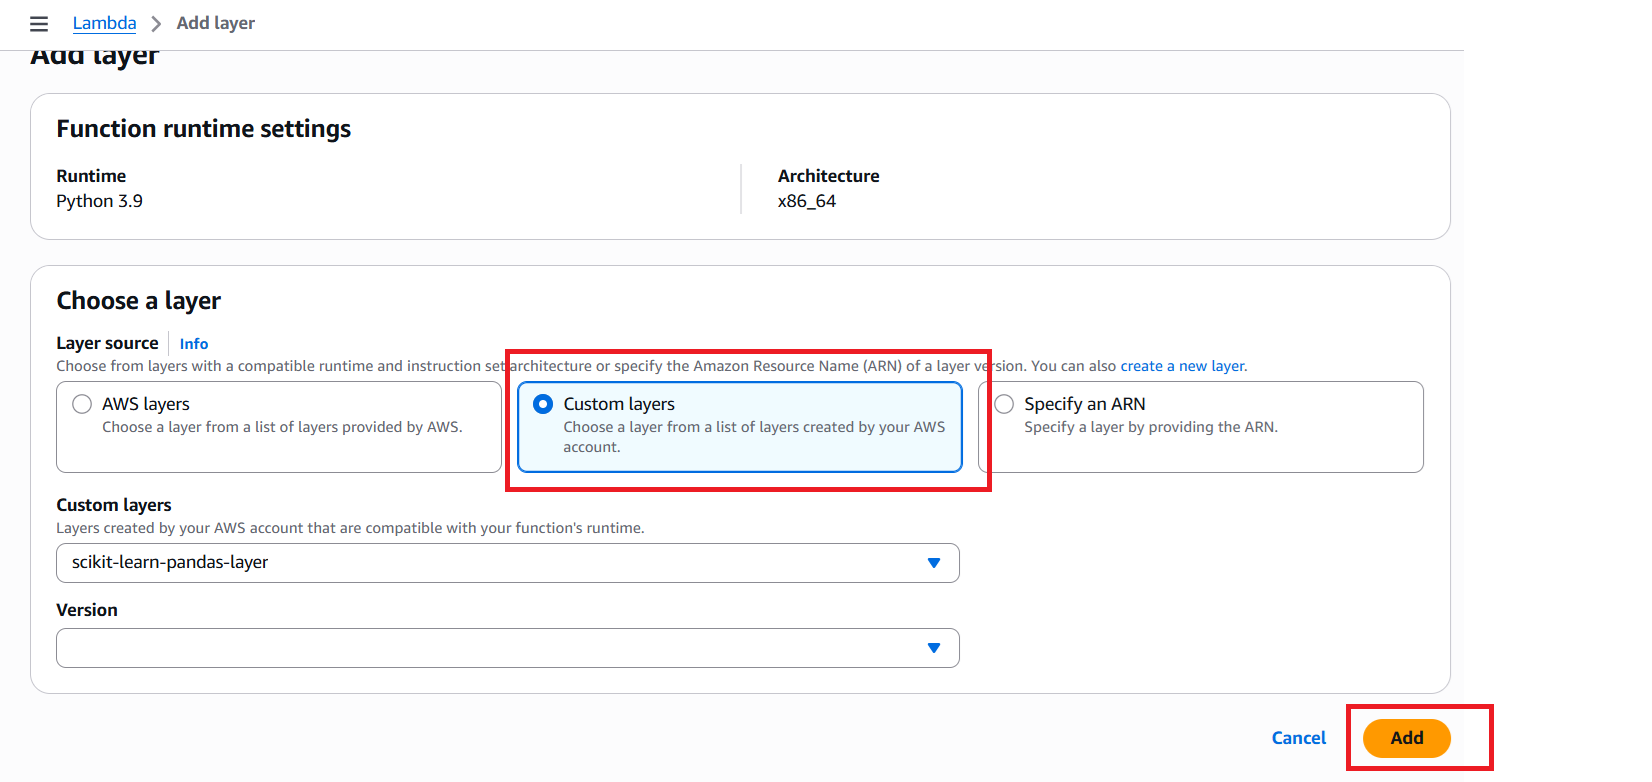 Lambda > Add layer
Add layer
Function runtime settings
Runtime
Python 3.9
Architecture
x86_64
Choose a layer
Layer source Info
Choose from layers with a compatible runtime and instruction set architecture or specify the Amazon Resource Name (ARN) of a layer version. You can also create a new layer.
AWS layers
Choose a layer from a list of layers provided by AWS.
Custom layers
Choose a layer from a list of layers created by your AWS
account.
Specify an ARN
Specify a layer by providing the ARN.
Custom layers
Layers created by your AWS account that are compatible with your function's runtime.
scikit-learn-pandas-layer
Version
Cancel
Add